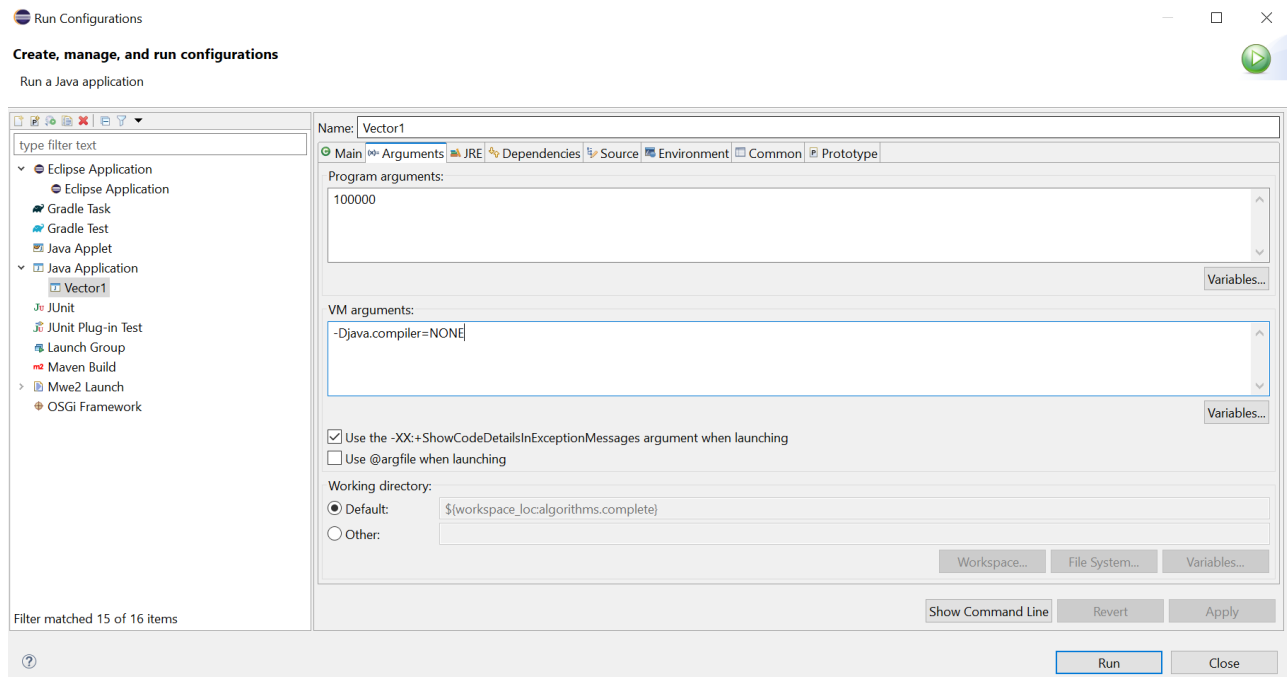 Run Configurations
Create, manage, and run configurations
Run a Java application
type filter text
Eclipse Application
Eclipse Application
Gradle Task
Gradle Test
Java Applet
Java Application
Vector1
JUnit
JUnit Plug-in Test
Launch Group
Maven Build
Mwe2 Launch
OSGi Framework
Filter matched 15 of 16 items
Name: Vector1
Main Arguments JRE Dependencies Source Environment Common Prototype
Program arguments:
100000
Variables...
VM arguments:
-Djava.compiler=NONE
Variables...
Use the -XX:+ShowCodeDetailsInExceptionMessages argument when launching
Use @argfile when launching
Working directory:
Default: ${workspace_loc:algorithms.complete}
Other:
Workspace... File System... Variables...
Show Command Line Revert Apply
Run Close